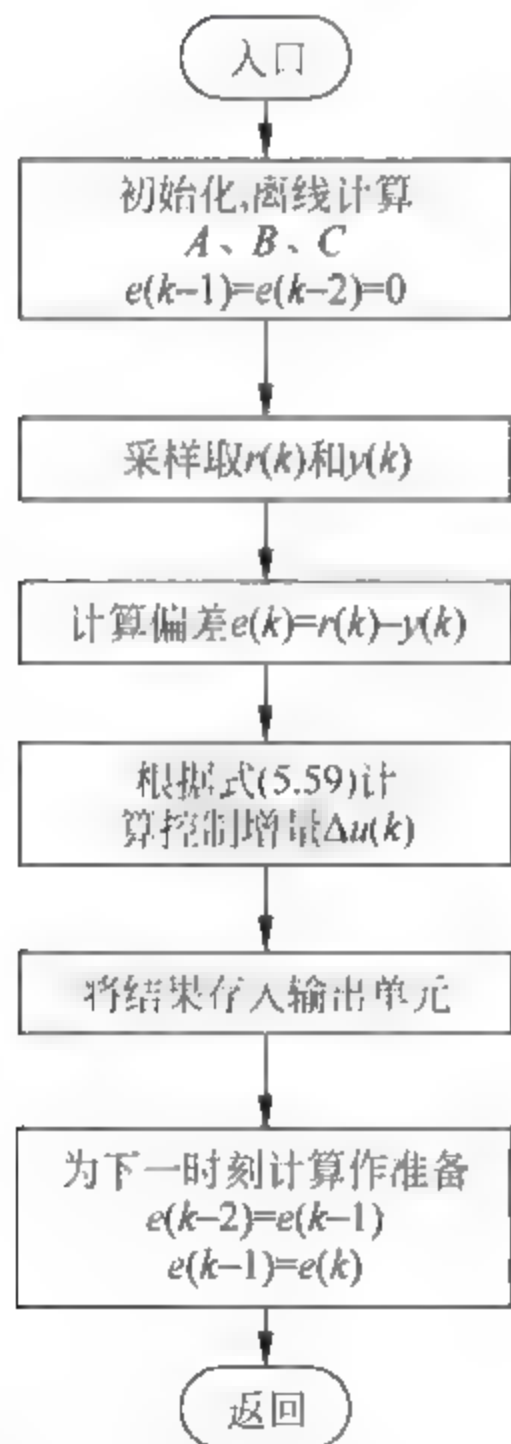 入口
初始化,离线计算
A、B、C
e(k–1)=e(k–2)=0
采样取r(k)和y(k)
计算偏差e(k)=r(k)–y(k)
根据式(5.59)计
算控制增量Δu(k)
将结果存入输出单元
为下一时刻计算作准备
e(k–2)=e(k–1)
e(k–1)=e(k)
返回